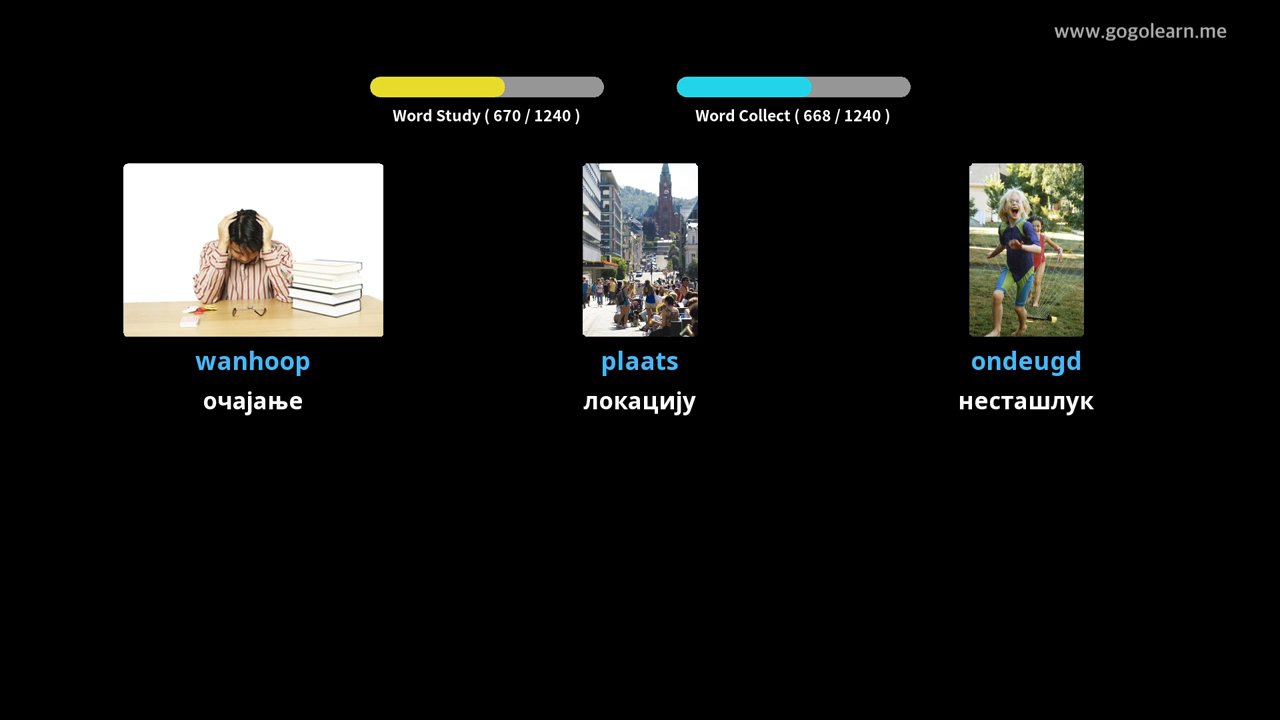 www.gogolearn.me
Word Study ( 670 / 1240 )
Word Collect ( 668 / 1240 )
wanhoop
plaats
ondeugd
очајање
локацију
несташлук